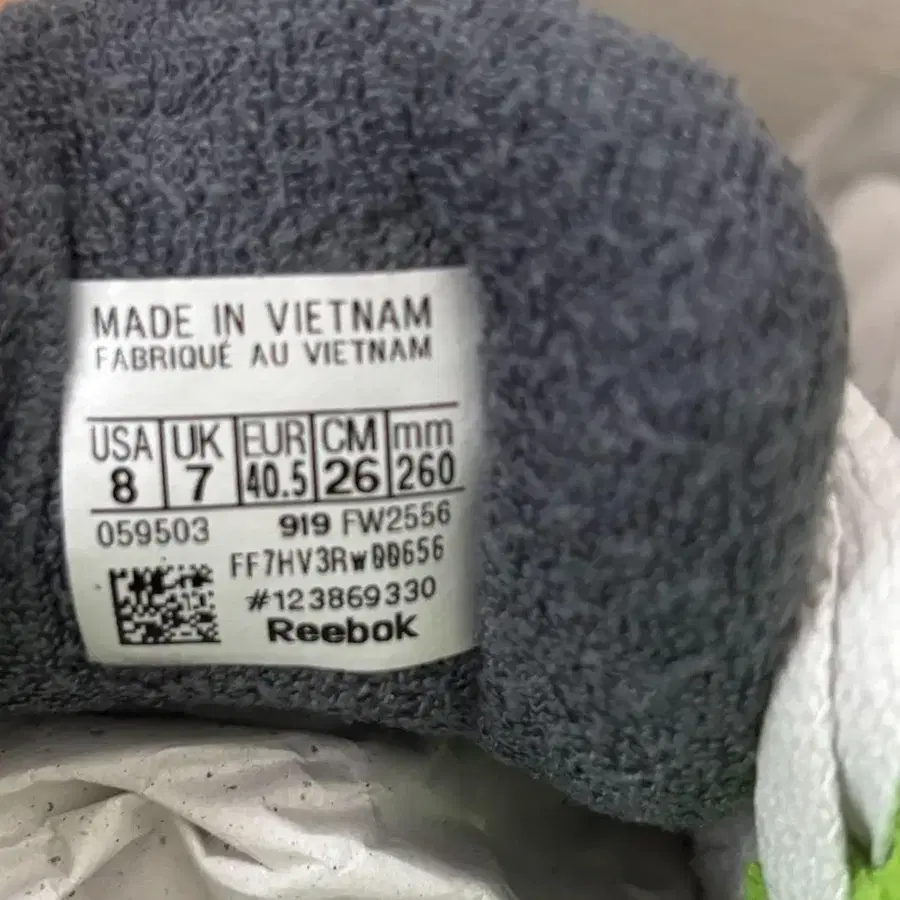 MADE IN VIETNAM
FABRIQUÉ AU VIETNAM
USA UK EUR CM mm
8 7 40.5 26 260
059503 919 FW2556
FF7HV3Rw00656
#123869330
Reebok